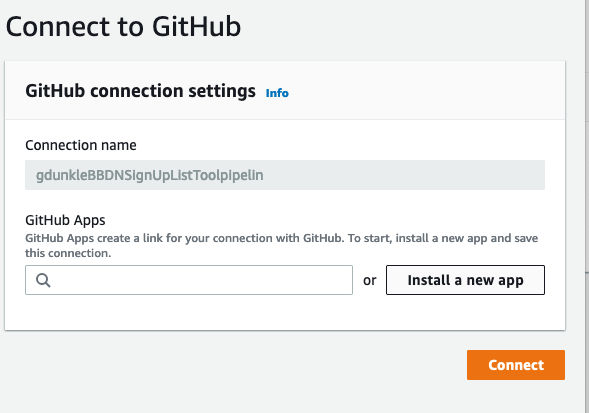 Connect to GitHub
GitHub connection settings Info
Connection name
gdunkleBBDNSignUpListToolpipelin
GitHub Apps
GitHub Apps create a link for your connection with GitHub. To start, install a new app and save
this connection.
or Install a new app
Connect